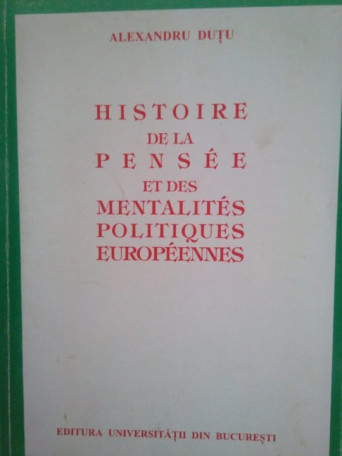 ALEXANDRU DUȚU
HISTOIRE
DE LA
PENSÉE
ET DES
MENTALITÉS
POLITIQUES
EUROPÉENNES
EDITURA UNIVERSITĂȚII DIN BUCUREȘTI